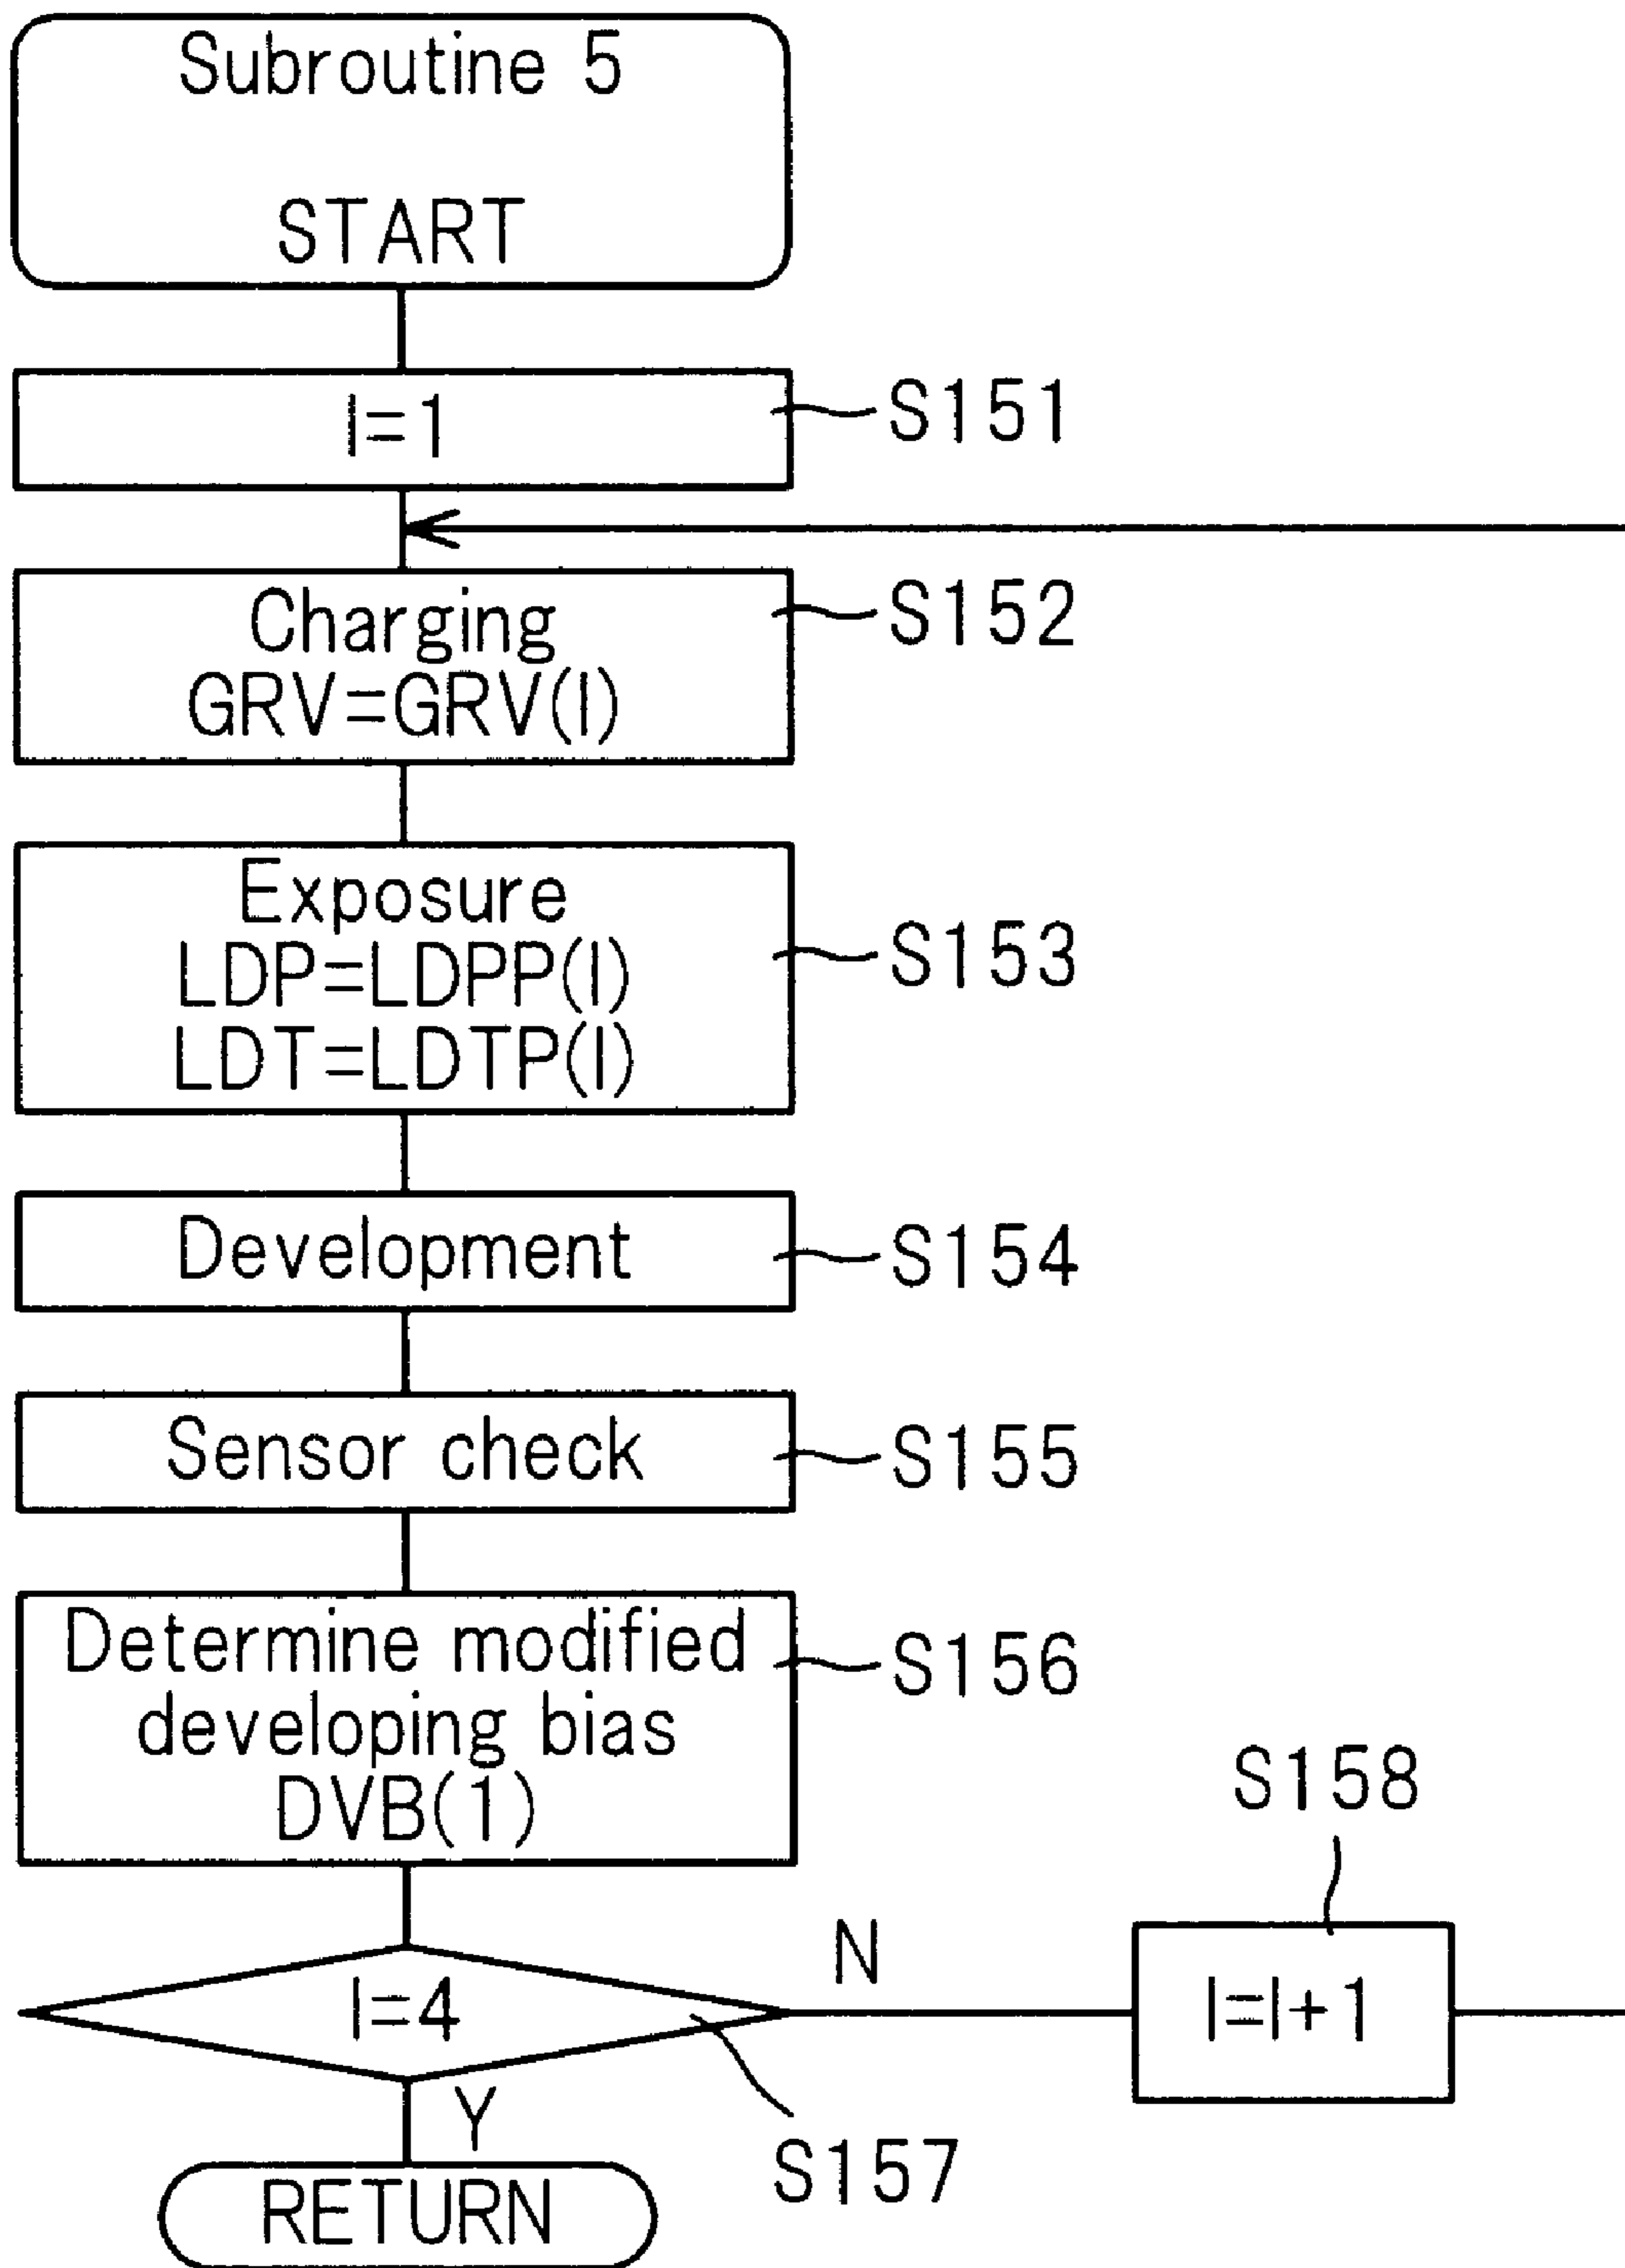 Subroutine 5
START
I=1
S151
Charging
GRV=GRV(I)
S152
Exposure
LDP=LDPP(I)
LDT=LDTP(I)
S153
Development
S154
Sensor check
S155
Determine modified
developing bias
DVB(1)
S156
I=4
N
Y
S157
I=I+1
S158
RETURN